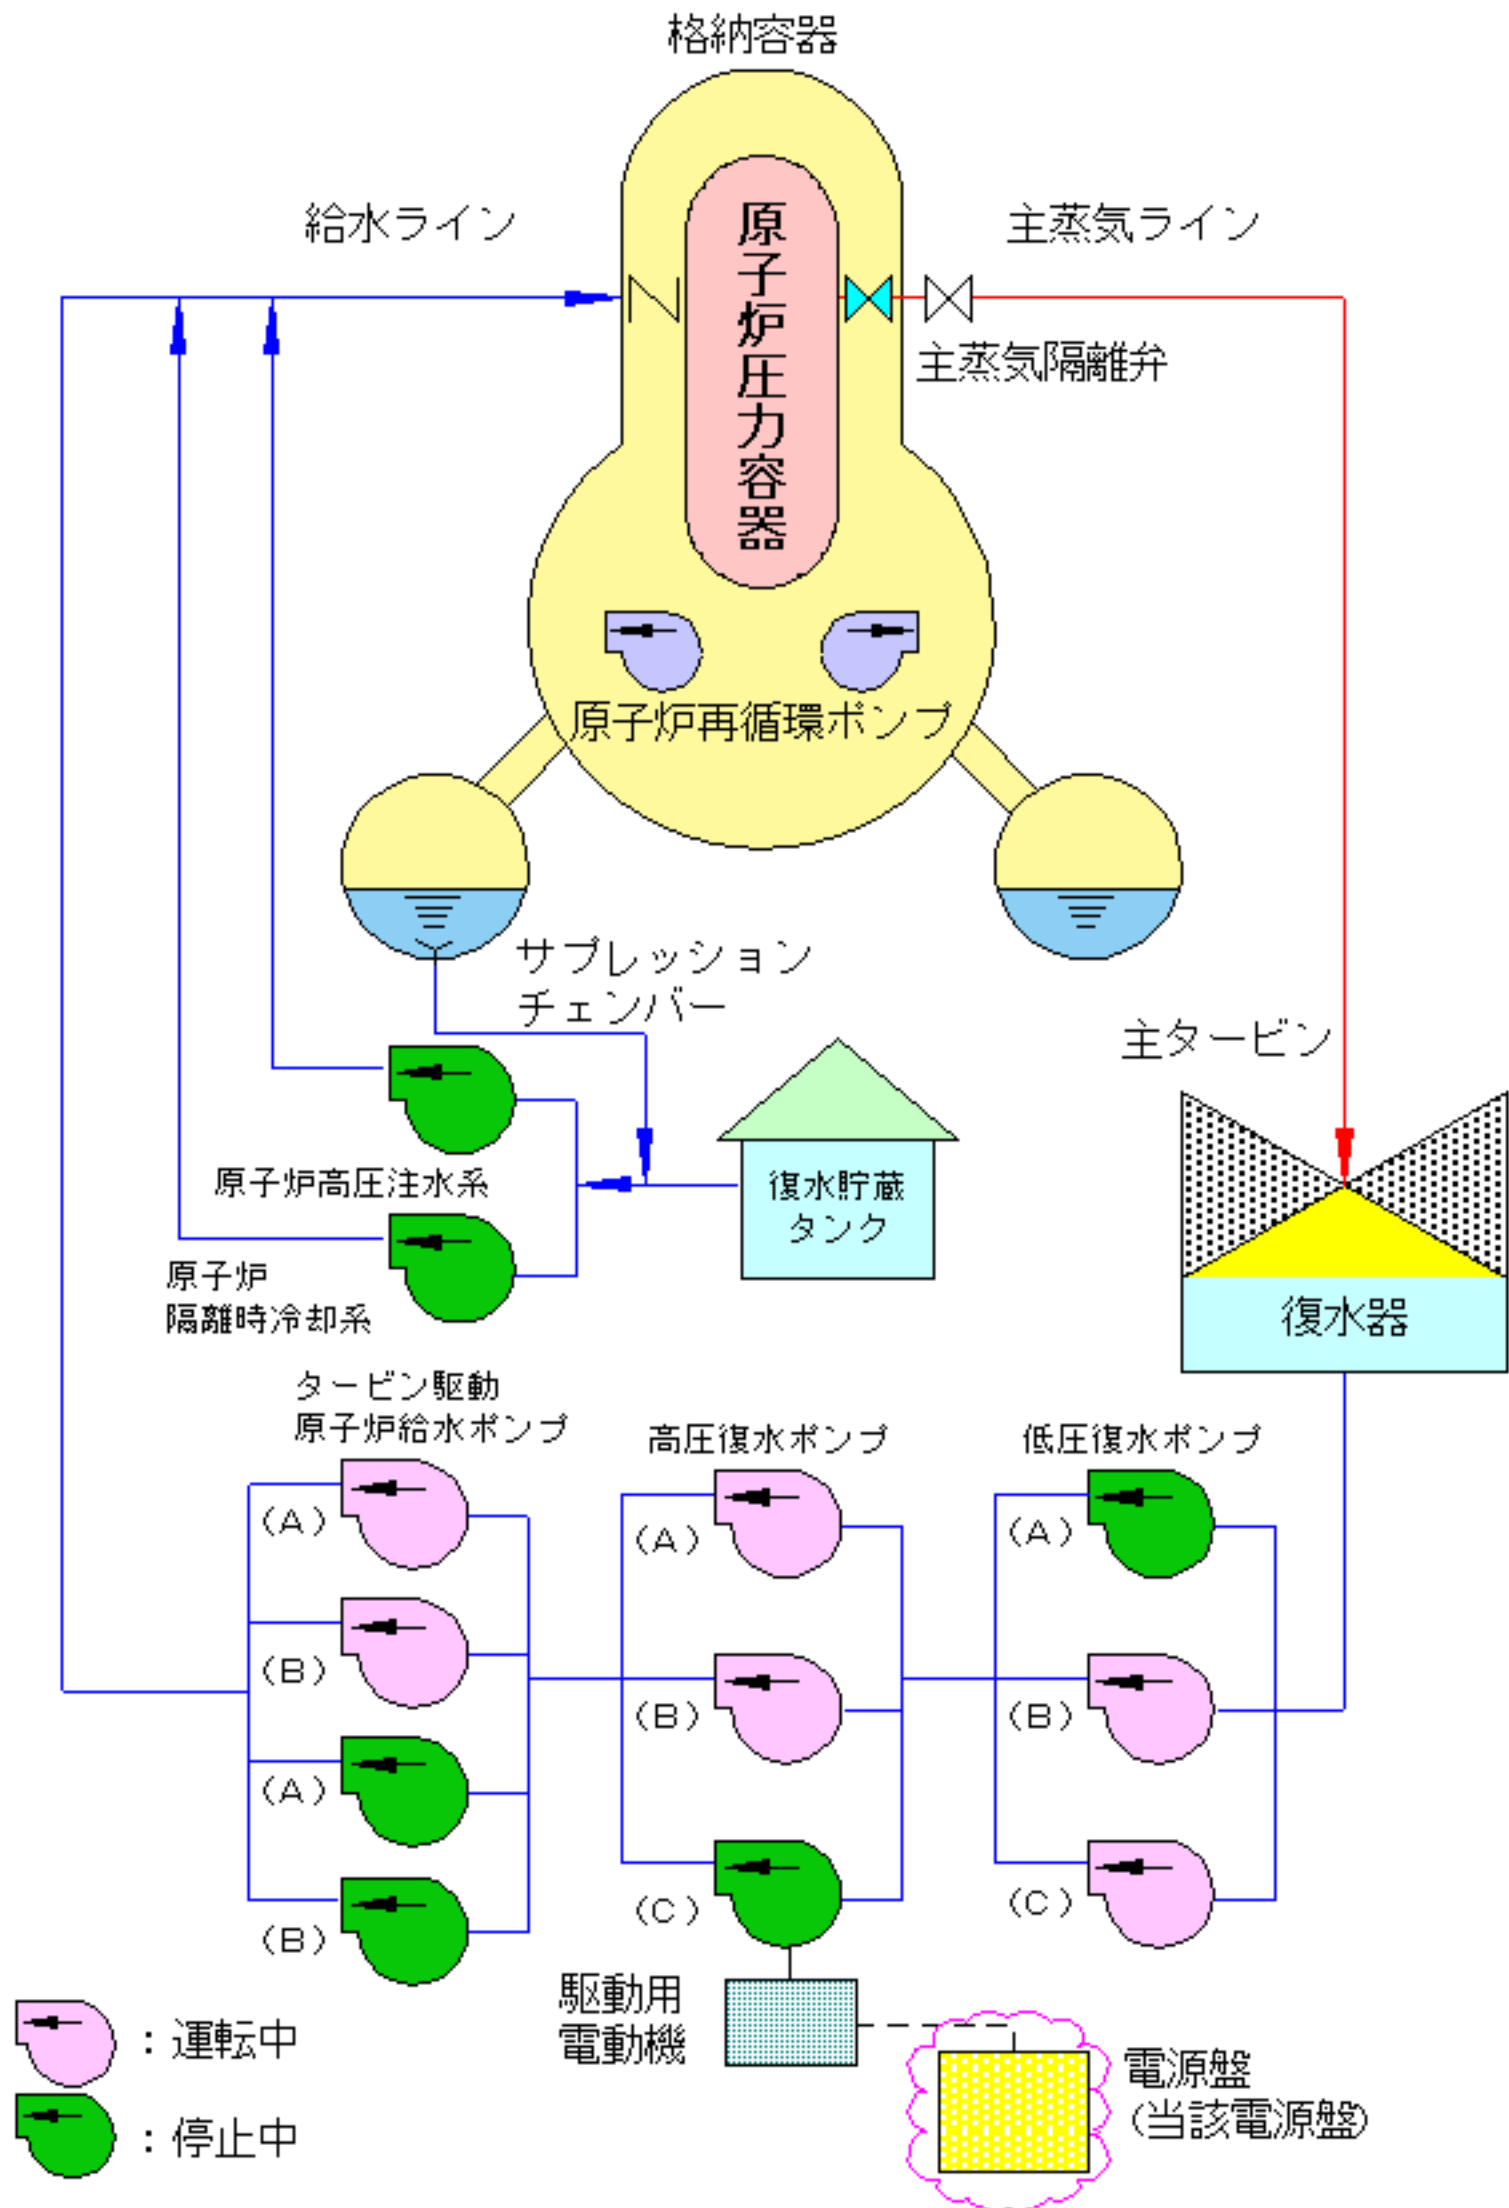 格納容器
給水ライン
主蒸気ライン
原子炉圧力容器
主蒸気隔離弁
原子炉再循環ポンプ
サプレッション
チェンバー
主タービン
原子炉高圧注水系
復水貯蔵
タンク
原子炉
隔離時冷却系
復水器
タービン駆動
原子炉給水ポンプ
高圧復水ポンプ
低圧復水ポンプ
(A)
(A)
(A)
(B)
(B)
(B)
(A)
(B)
(C)
(C)
駆動用
電動機
:運転中
電源盤
(当該電源盤)
:停止中